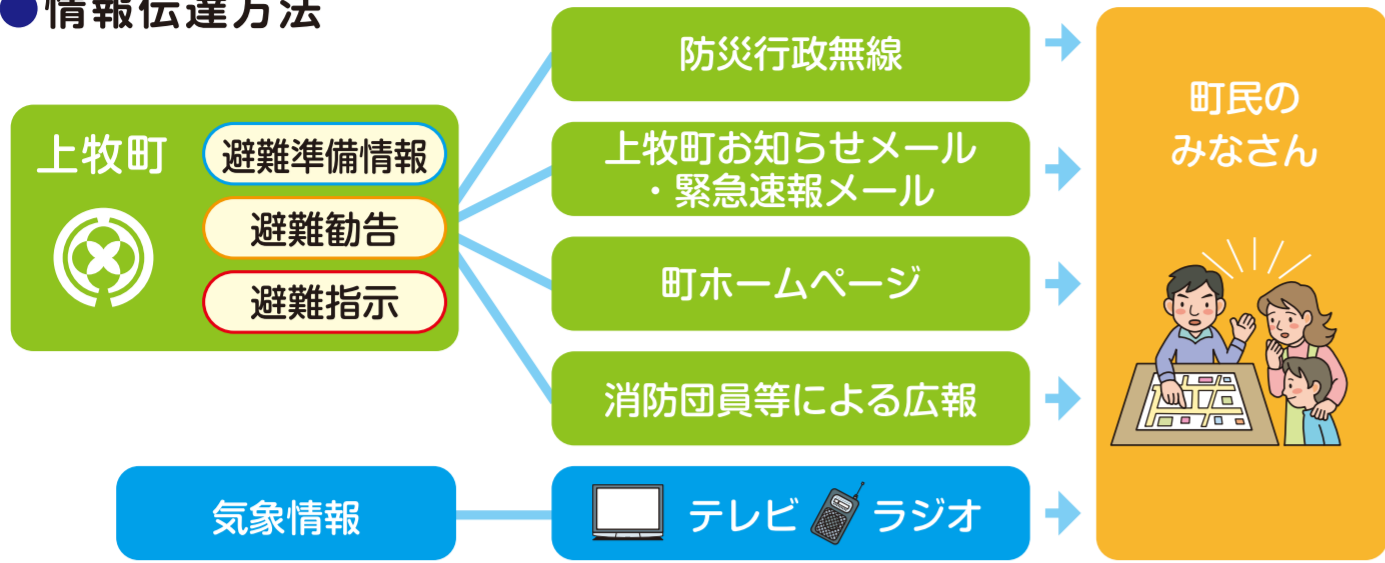 ●情報伝達方法
上牧町
避難準備情報
避難勧告
避難指示
防災行政無線
上牧町お知らせメール
・緊急速報メール
町ホームページ
消防団員等による広報
気象情報
テレビ ラジオ
町民の
みなさん